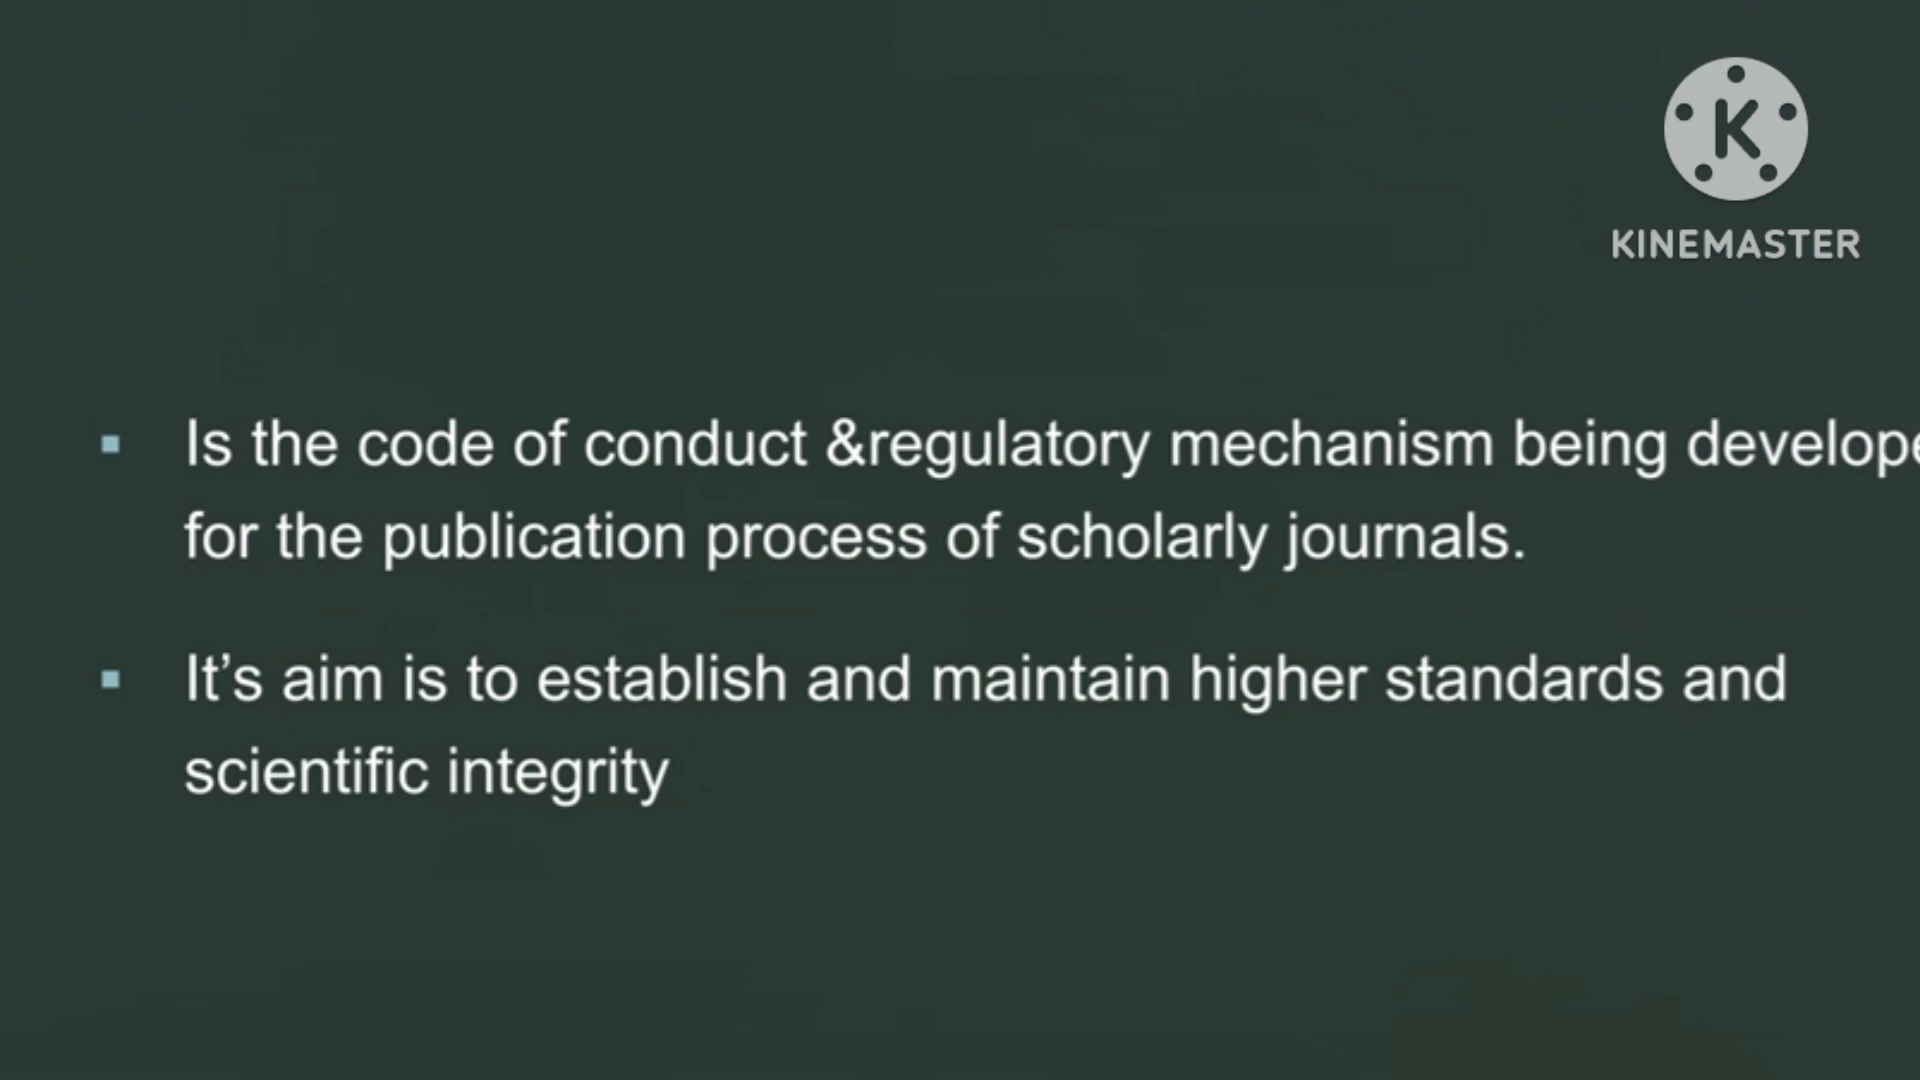 K
KINEMASTER
Is the code of conduct &regulatory mechanism being develope
for the publication process of scholarly journals.
It’s aim is to establish and maintain higher standards and
scientific integrity